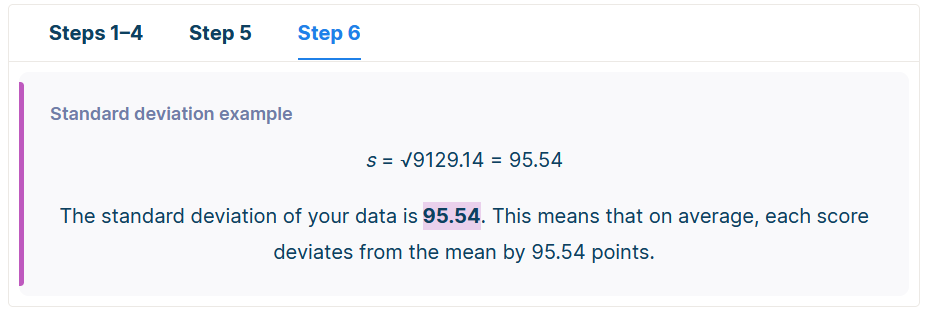 Steps 1–4 Step 5 Step 6
Standard deviation example
s = √9129.14 = 95.54
The standard deviation of your data is 95.54. This means that on average, each score
deviates from the mean by 95.54 points.